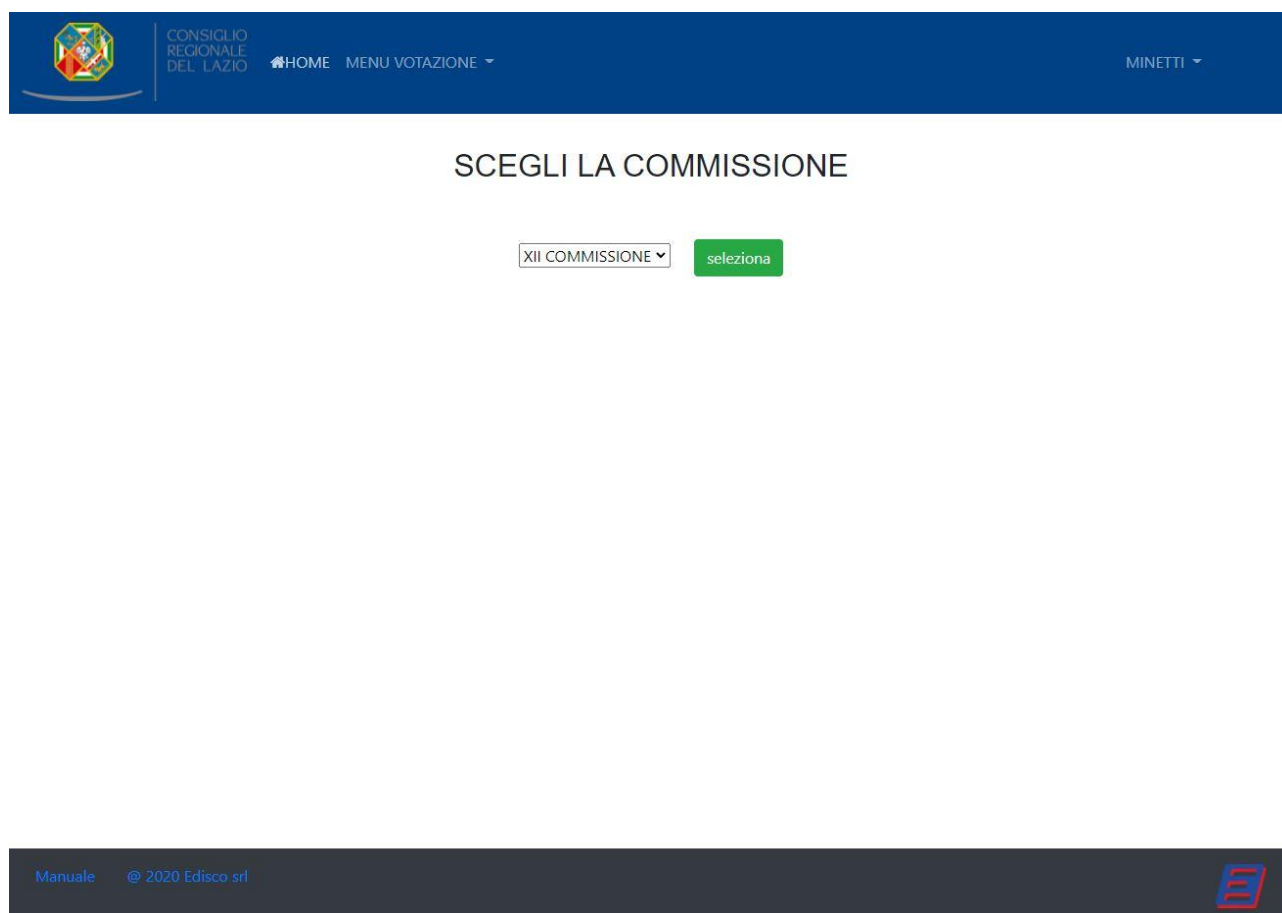 CONSIGLIO
REGIONALE
DEL LAZIO
HOME MENU VOTAZIONE
MINETTI
SCEGLI LA COMMISSIONE
XII COMMISSIONE
seleziona
Manuale @ 2020 Edisco srl